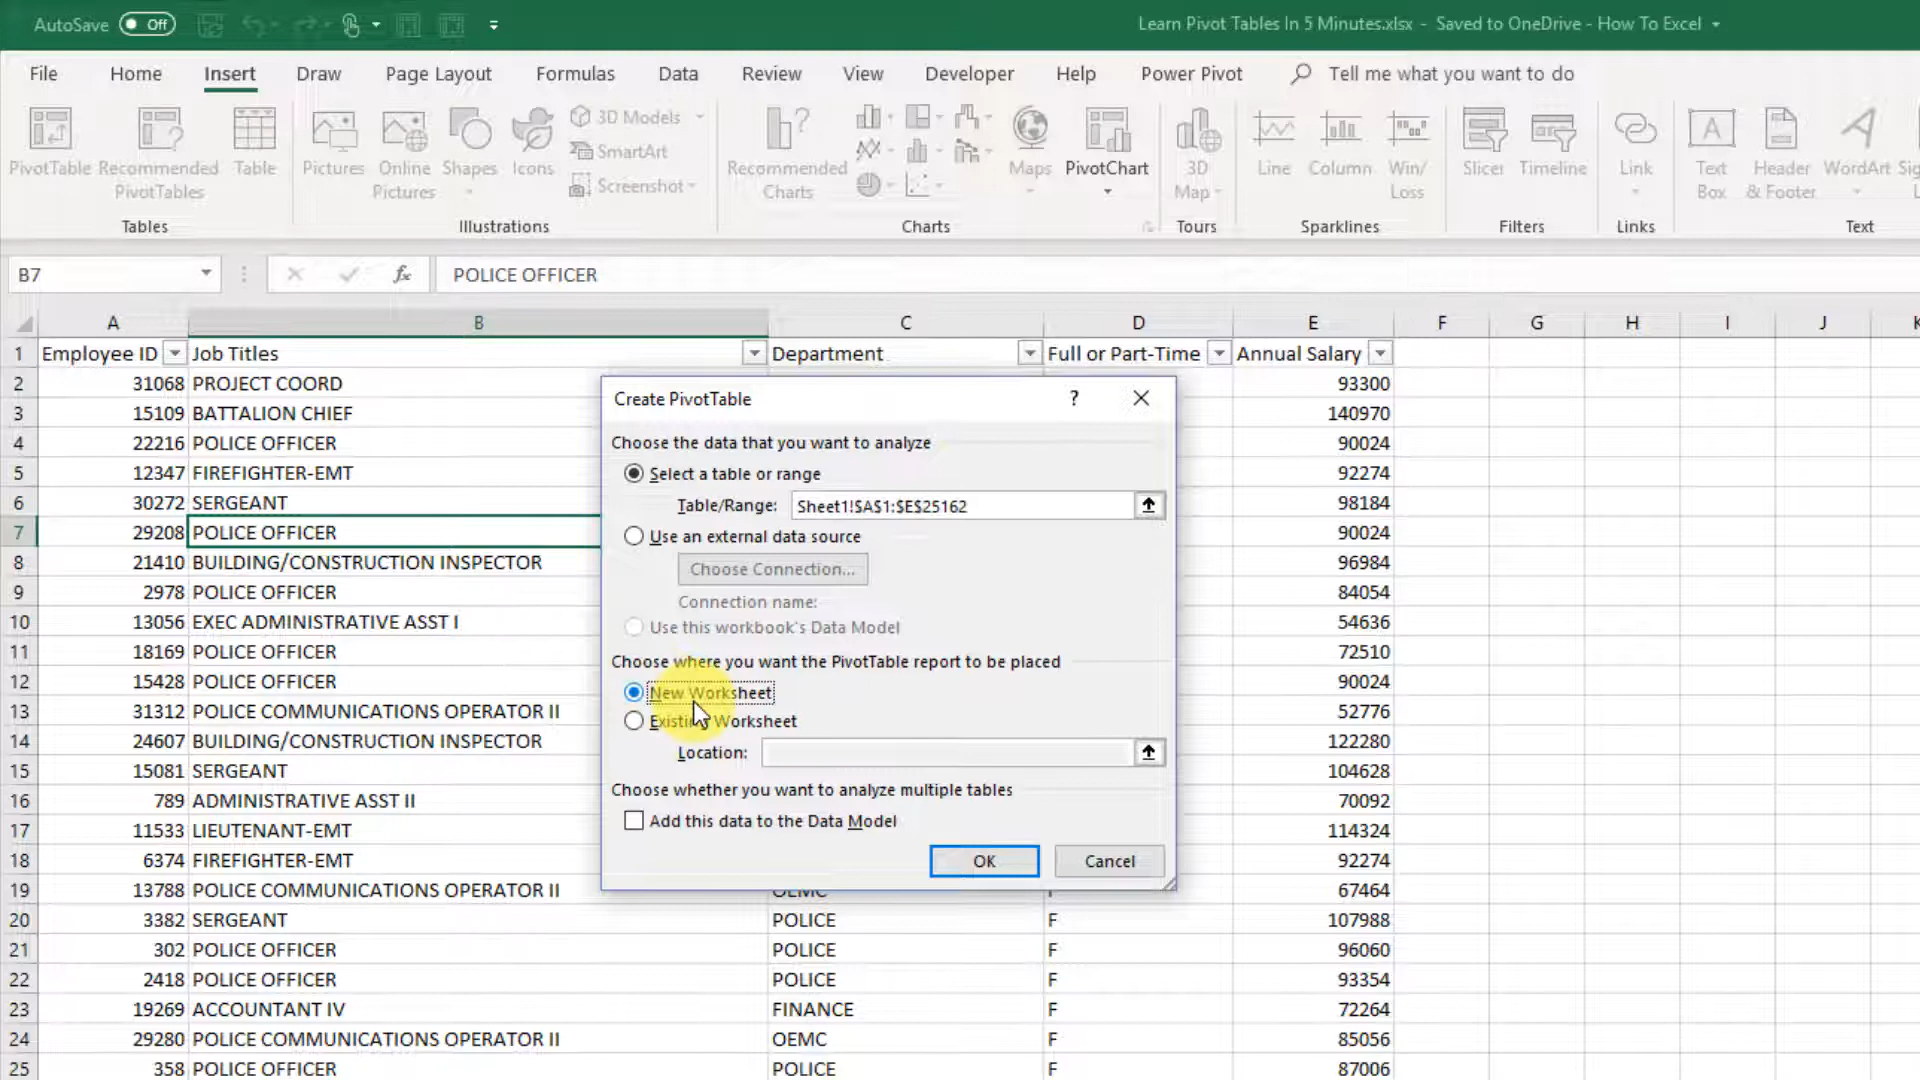 AutoSave Off
Learn Pivot Tables In 5 Minutes.xlsx - Saved to OneDrive - How To Excel
File Home Insert Draw Page Layout Formulas Data Review View Developer Help Power Pivot Tell me what you want to do
PivotTable Recommended PivotTables Table
Tables
Pictures Online Pictures Shapes Icons 3D Models SmartArt Screenshot
Illustrations
Recommended Charts Maps PivotChart
Charts
3D Map
Tours
Line Column Win/Loss
Sparklines
Slicer Timeline
Filters
Link
Links
Text Box Header & Footer WordArt
Text
B7 fx POLICE OFFICER
A B C D E F G H I J
1 Employee ID Job Titles Department Full or Part-Time Annual Salary
2 31068 PROJECT COORD 93300
3 15109 BATTALION CHIEF 140970
4 22216 POLICE OFFICER 90024
5 12347 FIREFIGHTER-EMT 92274
6 30272 SERGEANT 98184
7 29208 POLICE OFFICER 90024
8 21410 BUILDING/CONSTRUCTION INSPECTOR 96984
9 2978 POLICE OFFICER 84054
10 13056 EXEC ADMINISTRATIVE ASST I 54636
11 18169 POLICE OFFICER 72510
12 15428 POLICE OFFICER 90024
13 31312 POLICE COMMUNICATIONS OPERATOR II 52776
14 24607 BUILDING/CONSTRUCTION INSPECTOR 122280
15 15081 SERGEANT 104628
16 789 ADMINISTRATIVE ASST II 70092
17 11533 LIEUTENANT-EMT 114324
18 6374 FIREFIGHTER-EMT 92274
19 13788 POLICE COMMUNICATIONS OPERATOR II OEMC 67464
20 3382 SERGEANT POLICE F 107988
21 302 POLICE OFFICER POLICE F 96060
22 2418 POLICE OFFICER POLICE F 93354
23 19269 ACCOUNTANT IV FINANCE F 72264
24 29280 POLICE COMMUNICATIONS OPERATOR II OEMC F 85056
25 358 POLICE OFFICER POLICE F 87006
Create PivotTable ?
Choose the data that you want to analyze
Select a table or range
Table/Range: Sheet1!$A$1:$E$25162
Use an external data source
Choose Connection...
Connection name:
Use this workbook's Data Model
Choose where you want the PivotTable report to be placed
New Worksheet
Existing Worksheet
Location:
Choose whether you want to analyze multiple tables
Add this data to the Data Model
OK Cancel